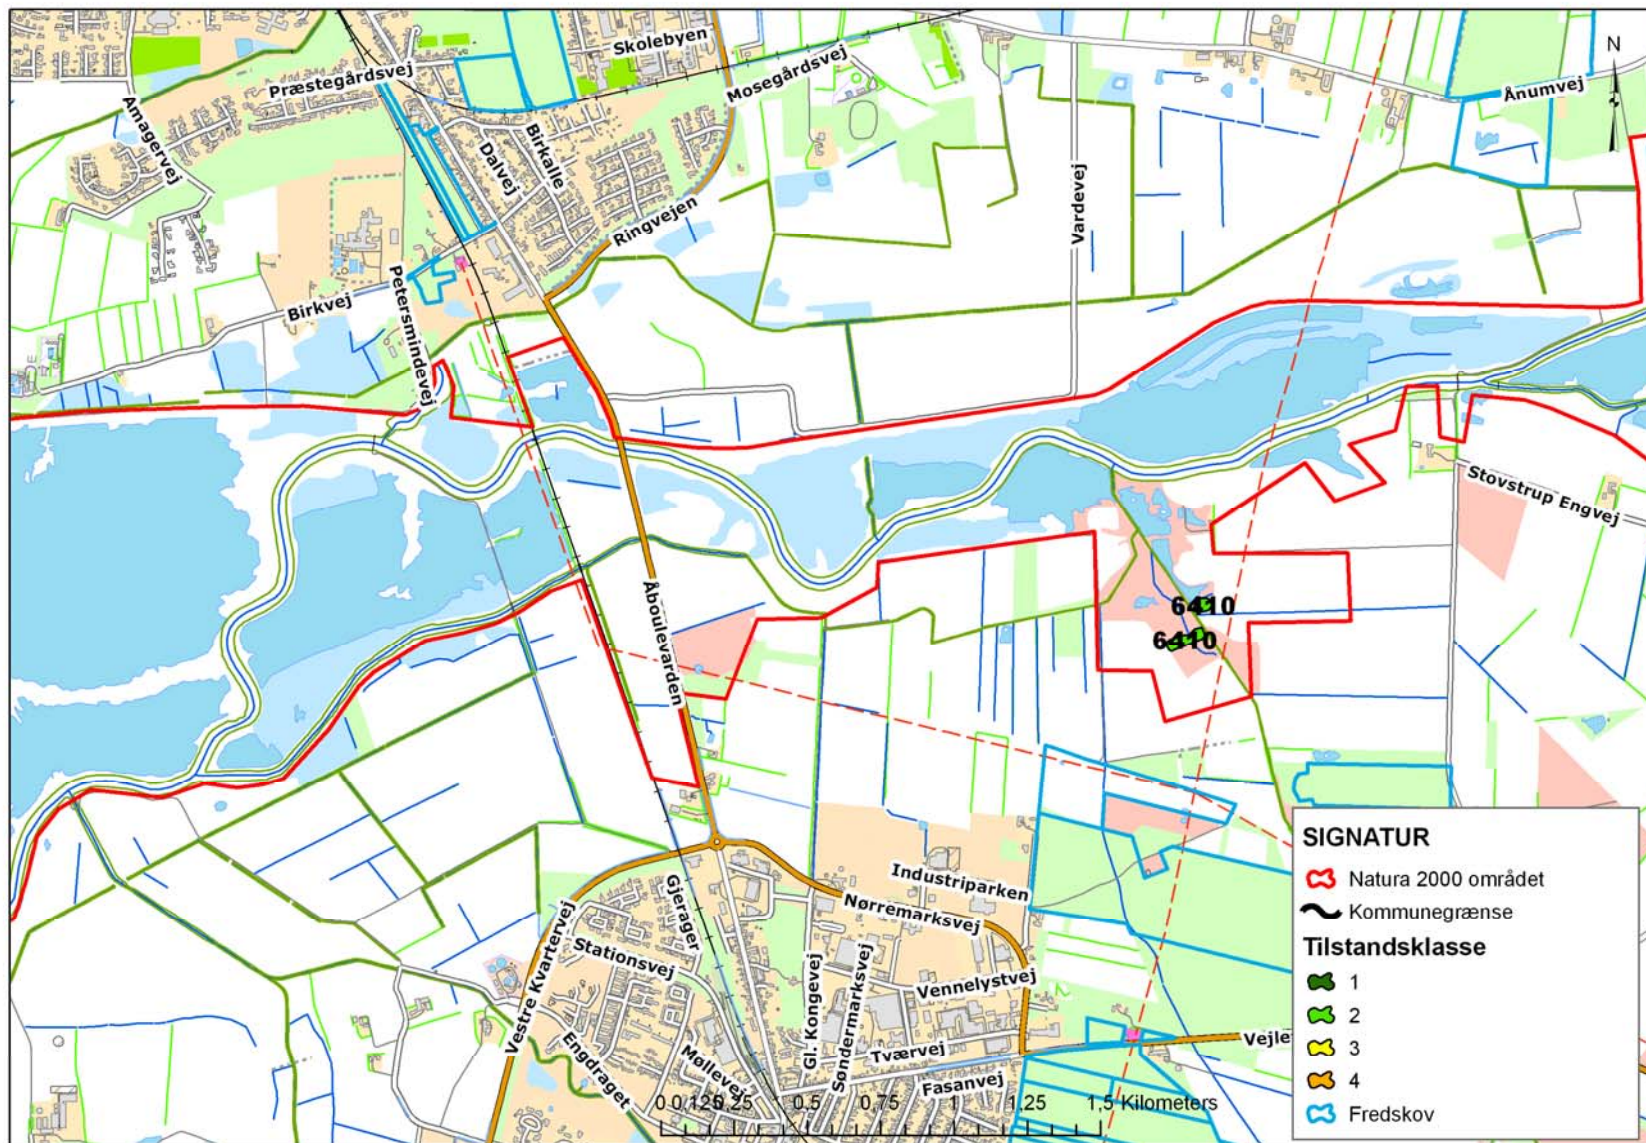 Skolebyen
Præstegårdsvej
Mosegårdsvej
N
Ånumvej
Amagervej
Birkalle
Dalvej
Ringvejen
Vardevej
Birkvej
Petersmindevej
Stovstrup Engvej
6410
6410
Åboulevarden
SIGNATUR
Natura 2000 området
Kommunegrænse
Tilstandsklasse
1
2
3
4
Fredskov
Industriparken
Nørremarksvej
Gjerager
Stationsvej
Vestre Kvartervej
Vennelystvej
Gl. Kongevej
Søndermarksvej
Tværvej
Fasanvej
Engdraget
Møllevej
Vejle
0 0,125 0,25 0,5 0,75 1 1,25 1,5 Kilometers